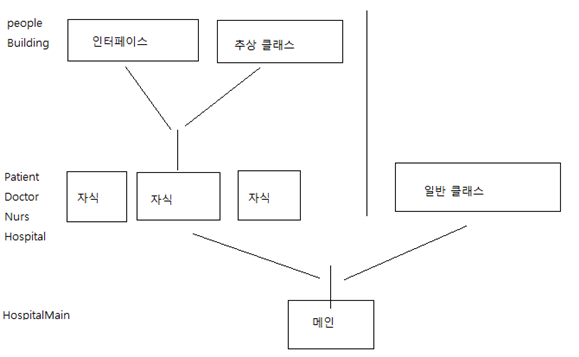 people
Building
인터페이스
추상 클래스
Patient
Doctor
Nurs
Hospital
자식
자식
자식
일반 클래스
HospitalMain
메인